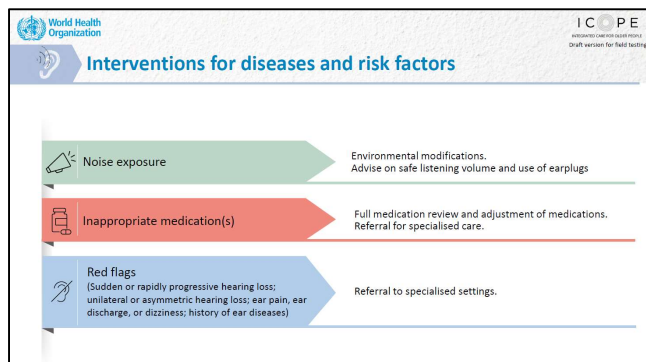 World Health
Organization
ICOPE
INTEGRATED CARE FOR OLDER PEOPLE
Draft version for field testing
Interventions for diseases and risk factors
Noise exposure
Environmental modifications.
Advise on safe listening volume and use of earplugs
Inappropriate medication(s)
Full medication review and adjustment of medications.
Referral for specialised care.
Red flags
(Sudden or rapidly progressive hearing loss;
unilateral or asymmetric hearing loss; ear pain, ear
discharge, or dizziness; history of ear diseases)
Referral to specialised settings.